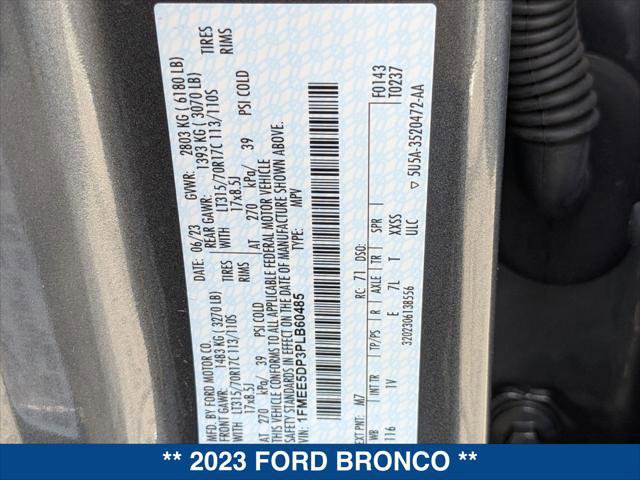 MFD. BY FORD MOTOR CO.
DATE: 06/23 GVWR: 2803 KG ( 6180 LB)
FRONT GAWR: 1483 KG (3270 LB) REAR GAWR: 1393 KG ( 3070 LB)
WITH LT315/70R17C 113/110S TIRES WITH LT315/70R17C 113/110S TIRES
17x8.5J RIMS 17x8.5J RIMS
AT 270 kPa/ 39 PSI COLD AT 270 kPa/ 39 PSI COLD
THIS VEHICLE CONFORMS TO ALL APPLICABLE FEDERAL MOTOR VEHICLE
SAFETY STANDARDS IN EFFECT ON THE DATE OF MANUFACTURE SHOWN ABOVE.
VIN: 1FMEE5DP3PLB60485 TYPE: MPV
F0143
T0237
EXT PNT: M7 RC: 71 DSO:
WB INT TR TP/PS R AXLE TR SPR
116 1V E 7L T XXSS
ULC
320230613B556
5U5A-3520472-AA
** 2023 FORD BRONCO **